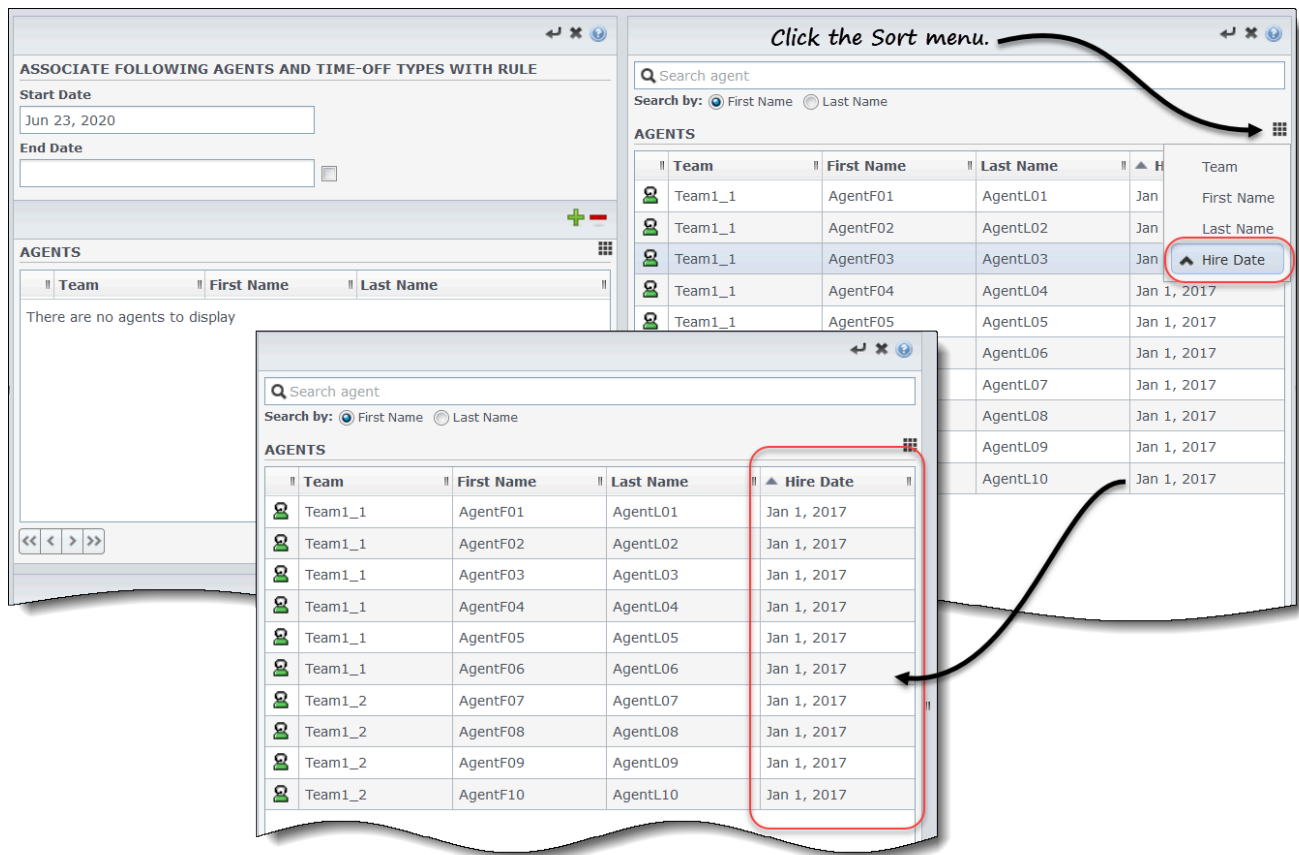 ASSOCIATE FOLLOWING AGENTS AND TIME-OFF TYPES WITH RULE
Start Date
Jun 23, 2020
End Date
AGENTS
Team First Name Last Name
There are no agents to display
Click the Sort menu.
Search agent
Search by: First Name Last Name
AGENTS
Team First Name Last Name H
Team1_1 AgentF01 AgentL01 Jan
Team1_1 AgentF02 AgentL02 Jan
Team1_1 AgentF03 AgentL03 Jan
Team1_1 AgentF04 AgentL04 Jan 1, 2017
Team1_1 AgentF05 AgentL05 Jan 1, 2017
AgentL06 Jan 1, 2017
AgentL07 Jan 1, 2017
AgentL08 Jan 1, 2017
AgentL09 Jan 1, 2017
AgentL10 Jan 1, 2017
Team
First Name
Last Name
Hire Date
Search agent
Search by: First Name Last Name
AGENTS
Team First Name Last Name Hire Date
Team1_1 AgentF01 AgentL01 Jan 1, 2017
Team1_1 AgentF02 AgentL02 Jan 1, 2017
Team1_1 AgentF03 AgentL03 Jan 1, 2017
Team1_1 AgentF04 AgentL04 Jan 1, 2017
Team1_1 AgentF05 AgentL05 Jan 1, 2017
Team1_1 AgentF06 AgentL06 Jan 1, 2017
Team1_2 AgentF07 AgentL07 Jan 1, 2017
Team1_2 AgentF08 AgentL08 Jan 1, 2017
Team1_2 AgentF09 AgentL09 Jan 1, 2017
Team1_2 AgentF10 AgentL10 Jan 1, 2017